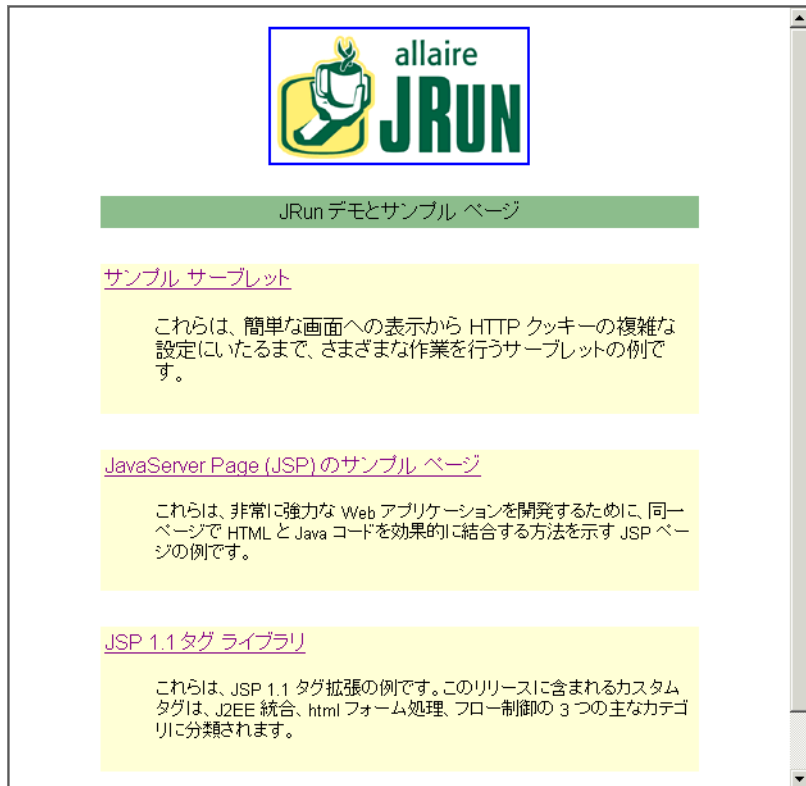 allaire
JRUN
JRun デモとサンプル ページ
サンプル サーブレット
これらは、簡単な画面への表示から HTTP クッキーの複雑な
設定にいたるまで、さまざまな作業を行うサーブレットの例で
す。
JavaServer Page (JSP) のサンプル ページ
これらは、非常に強力な Web アプリケーションを開発するために、同一
ページで HTML と Java コードを効果的に結合する方法を示す JSP ペー
ジの例です。
JSP 1.1 タグ ライブラリ
これらは、JSP 1.1 タグ拡張の例です。このリリースに含まれるカスタム
タグは、J2EE 統合、html フォーム処理、フロー制御の 3 つの主なカテゴ
リに分類されます。